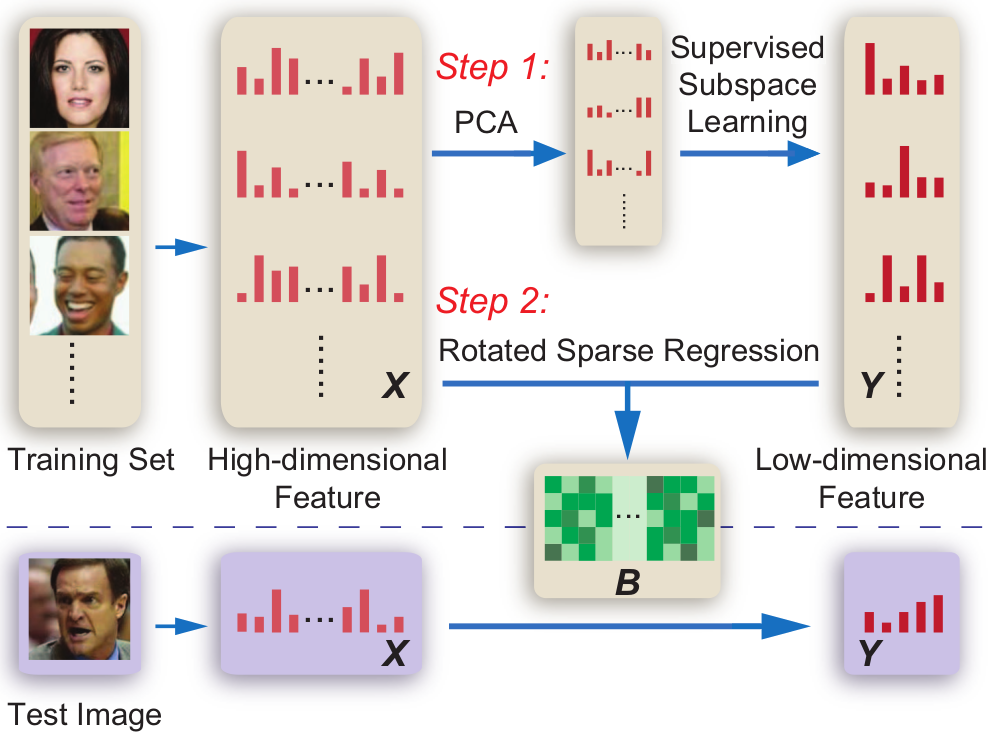 Step 1:
PCA
Supervised
Subspace
Learning
Step 2:
Rotated Sparse Regression
X
Y
Training Set
High-dimensional
Feature
Low-dimensional
Feature
B
X
Y
Test Image